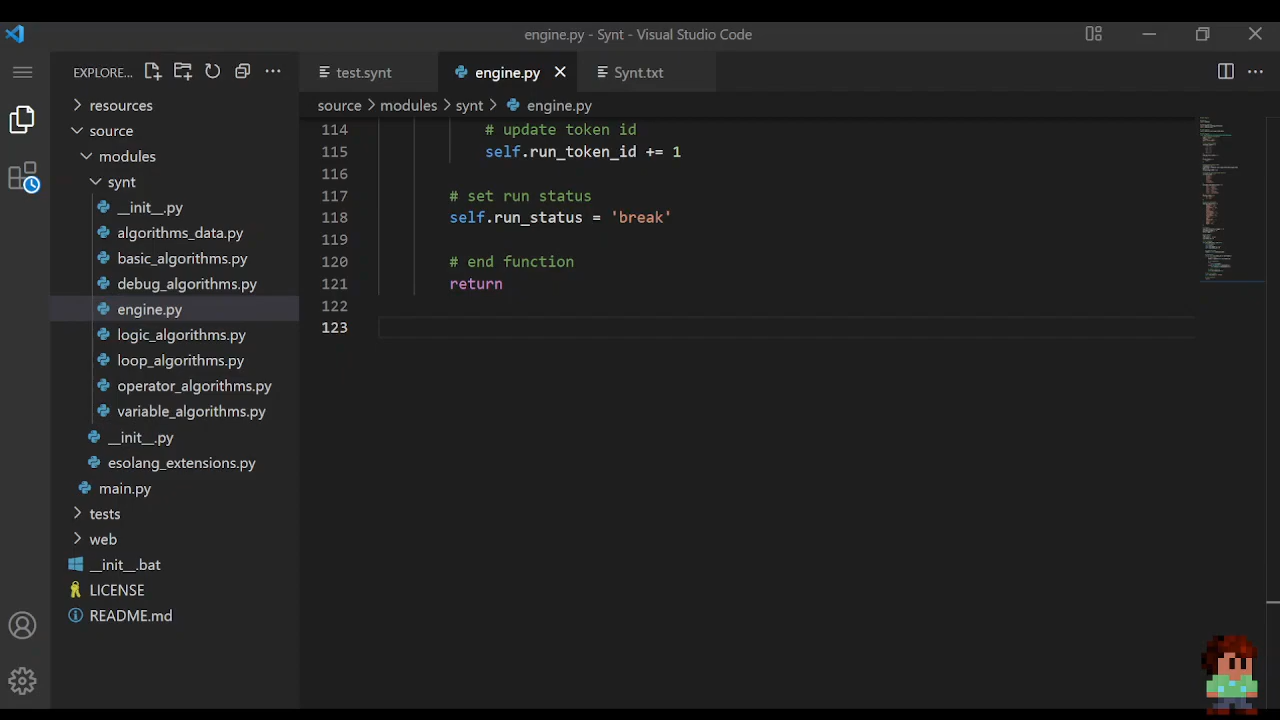 engine.py - Synt - Visual Studio Code
EXPLORE...
test.synt
engine.py
Synt.txt
source > modules > synt > engine.py
resources
source
modules
synt
__init__.py
algorithms_data.py
basic_algorithms.py
debug_algorithms.py
engine.py
logic_algorithms.py
loop_algorithms.py
operator_algorithms.py
variable_algorithms.py
__init__.py
esolang_extensions.py
main.py
tests
web
__init__.bat
LICENSE
README.md
114 # update token id
115 self.run_token_id += 1
116
117 # set run status
118 self.run_status = 'break'
119
120 # end function
121 return
122
123